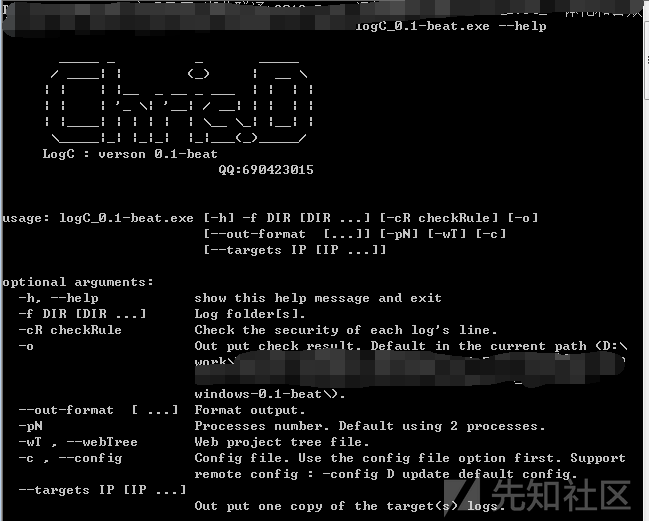 logC_0.1-beat.exe --help
Chris.D
LogC : verson 0.1-beat
QQ:690423015
usage: logC_0.1-beat.exe [-h] -f DIR [DIR ...] [-cR checkRule] [-o]
[--out-format [...]] [-pN] [-wT] [-c]
[--targets IP [IP ...]]
optional arguments:
-h, --help show this help message and exit
-f DIR [DIR ...] Log folder[s].
-cR checkRule Check the security of each log's line.
-o Out put check result. Default in the current path (D:\
work\
windows-0.1-beat\).
--out-format [ ...] Format output.
-pN Processes number. Default using 2 processes.
-wT , --webTree Web project tree file.
-c , --config Config file. Use the config file option first. Support
remote config : -config D update default config.
--targets IP [IP ...]
Out put one copy of the target(s) logs.
先知社区